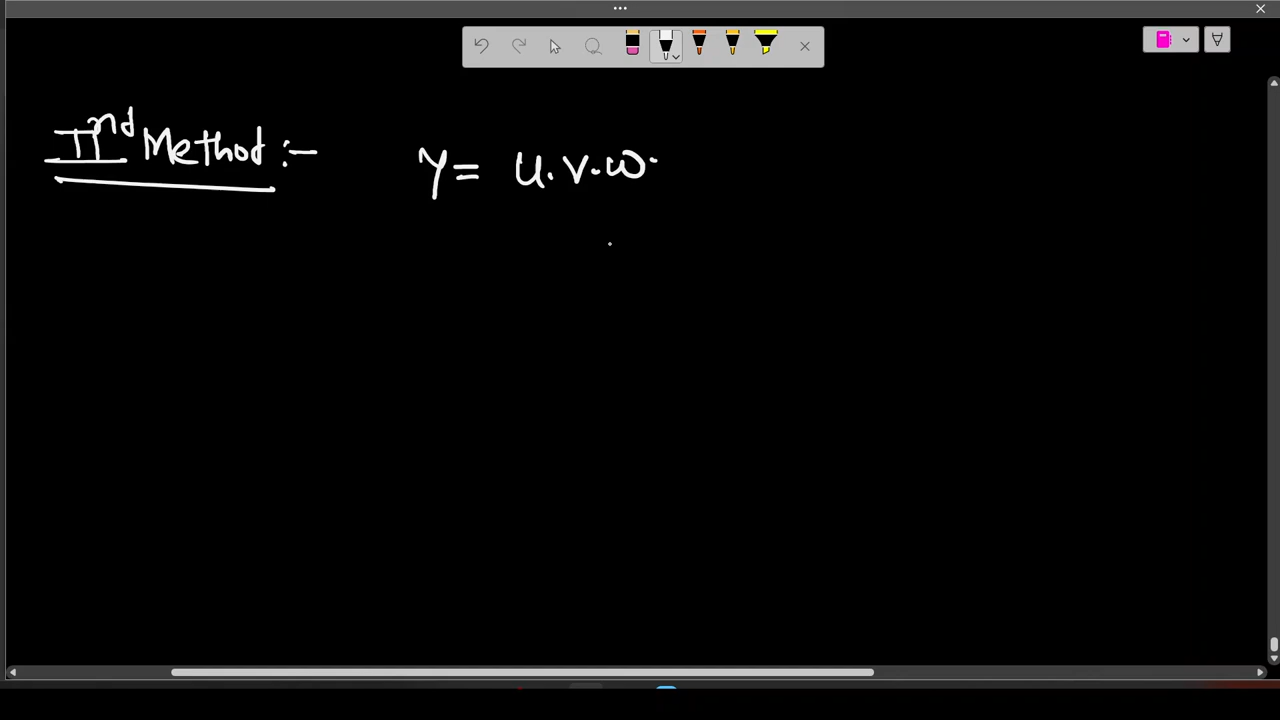 IInd Method :- y = u.v.w.